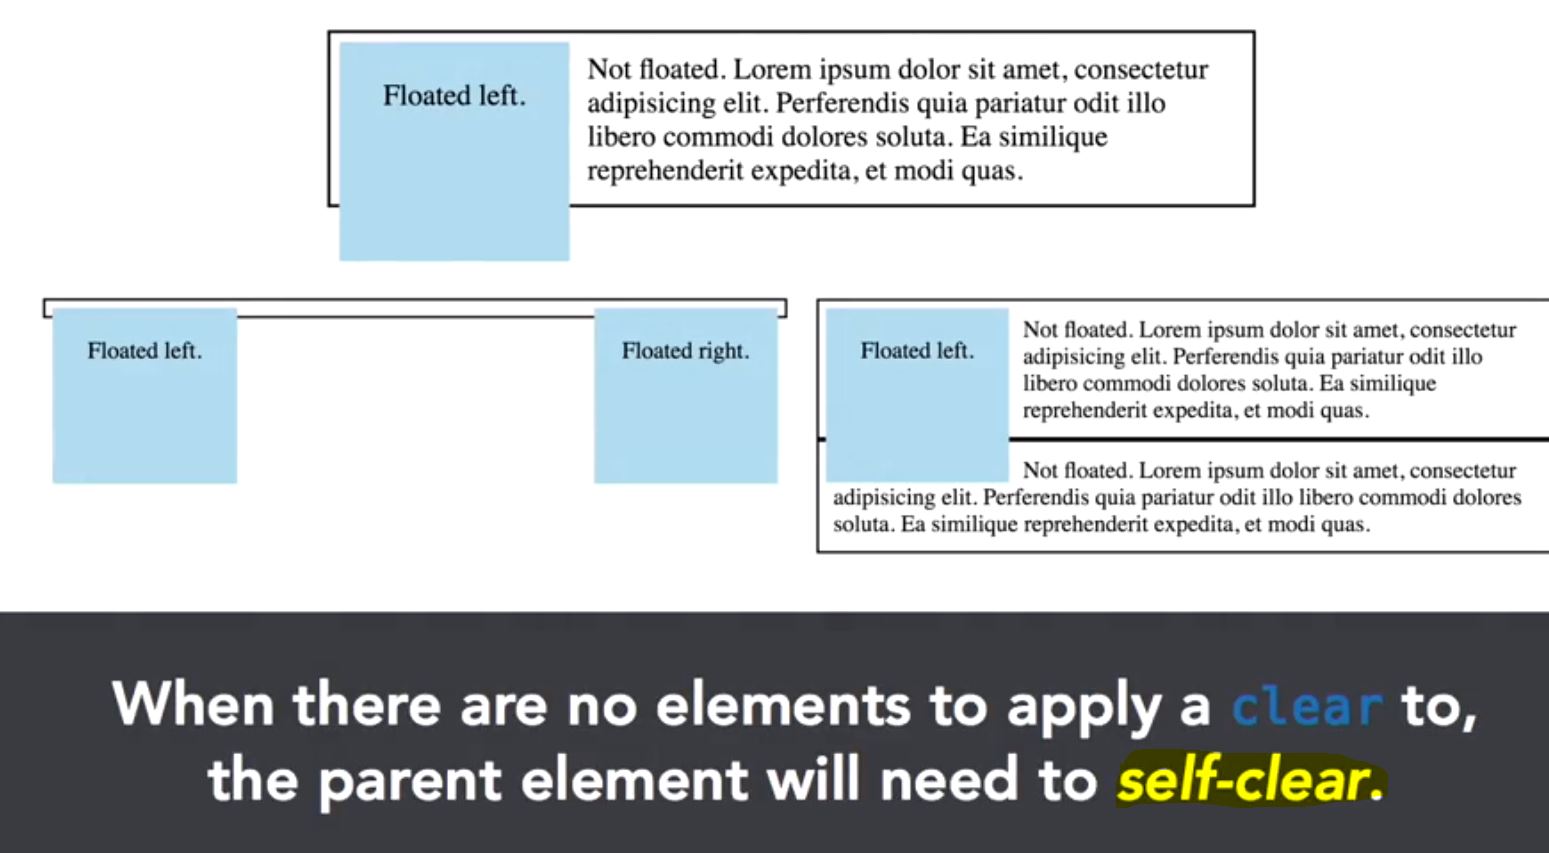 Floated left.
Not floated. Lorem ipsum dolor sit amet, consectetur
adipisicing elit. Perferendis quia pariatur odit illo
libero commodi dolores soluta. Ea similique
reprehenderit expedita, et modi quas.
Floated left.
Floated right.
Floated left.
Not floated. Lorem ipsum dolor sit amet, consectetur
adipisicing elit. Perferendis quia pariatur odit illo
libero commodi dolores soluta. Ea similique
reprehenderit expedita, et modi quas.
Not floated. Lorem ipsum dolor sit amet, consectetur
adipisicing elit. Perferendis quia pariatur odit illo libero commodi dolores
soluta. Ea similique reprehenderit expedita, et modi quas.
When there are no elements to apply a clear to,
the parent element will need to self-clear.